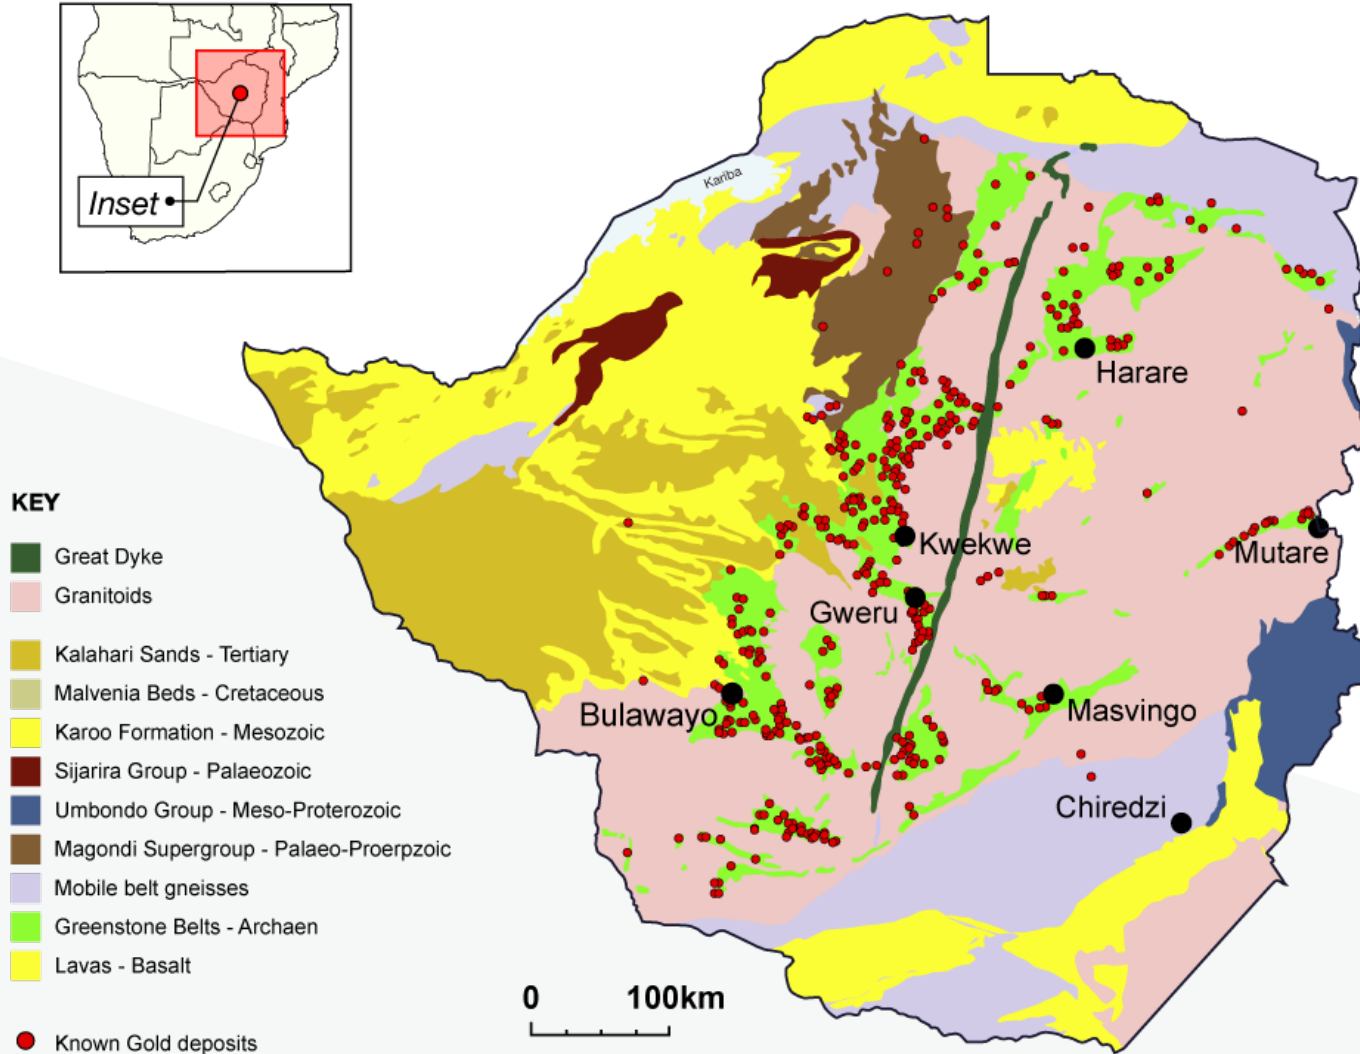 Inset
Kariba
Harare
Kwekwe
Mutare
Gweru
Bulawayo
Masvingo
Chiredzi
KEY
Great Dyke
Granitoids
Kalahari Sands - Tertiary
Malvenia Beds - Cretaceous
Karoo Formation - Mesozoic
Sijarira Group - Palaeozoic
Umbondo Group - Meso-Proterozoic
Magondi Supergroup - Palaeo-Proerpzoic
Mobile belt gneisses
Greenstone Belts - Archaen
Lavas - Basalt
Known Gold deposits
0 100km